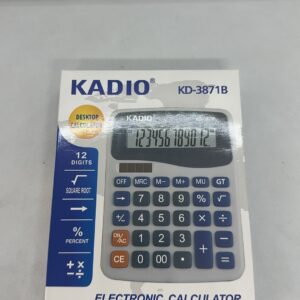 KADIO® KD-3871B
DESKTOP
CALCULATOR
KADIO
123456789012
12
DIGITS
√
SQUARE ROOT
%
PERCENT
+ × − ÷
OFF MRC M- M+ MU GT
→ 7 8 9 % √
+/- 4 5 6 × ÷
ON/AC 1 2 3 + -
CE 0 00 • =
ELECTRONIC CALCULATOR